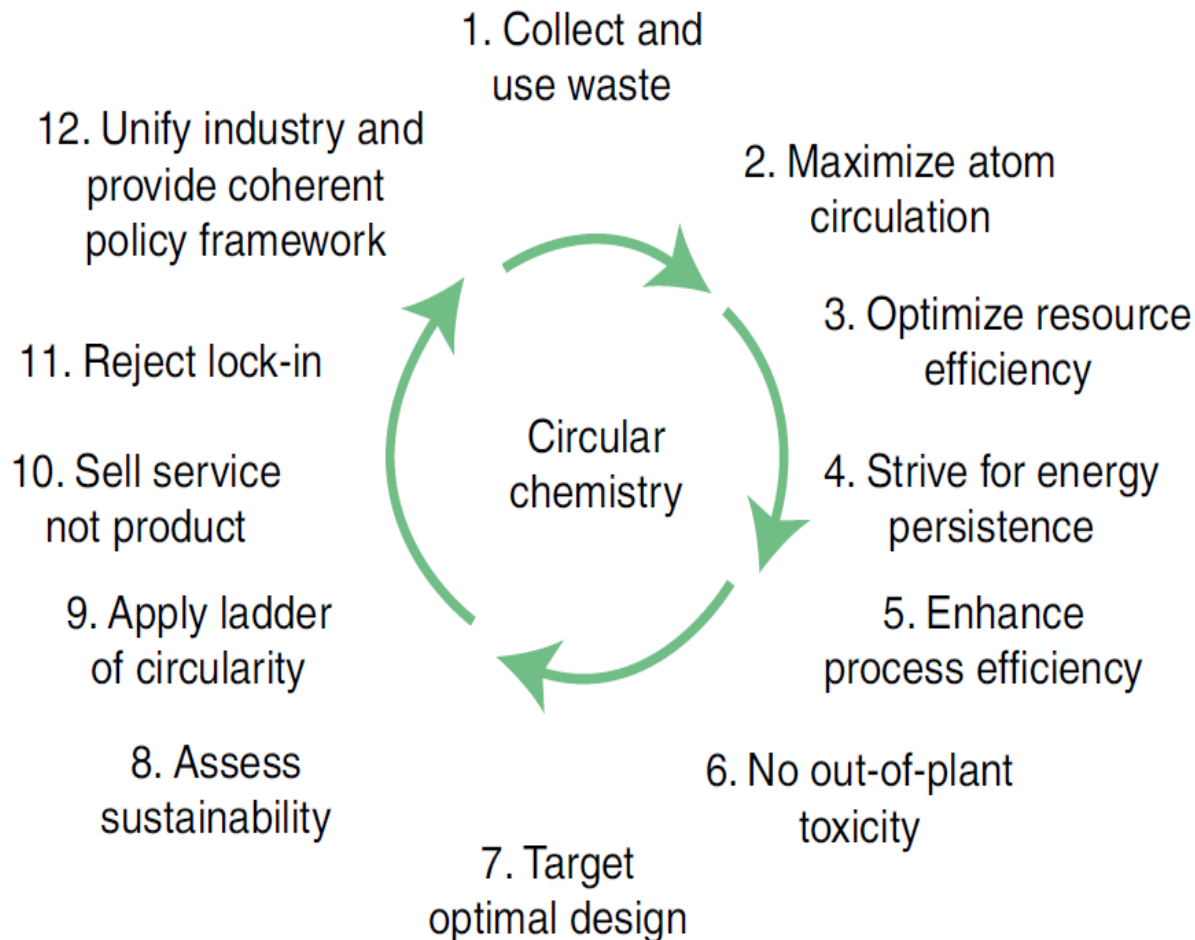 1. Collect and
use waste
2. Maximize atom
circulation
3. Optimize resource
efficiency
4. Strive for energy
persistence
5. Enhance
process efficiency
6. No out-of-plant
toxicity
7. Target
optimal design
8. Assess
sustainability
9. Apply ladder
of circularity
10. Sell service
not product
11. Reject lock-in
12. Unify industry and
provide coherent
policy framework
Circular
chemistry